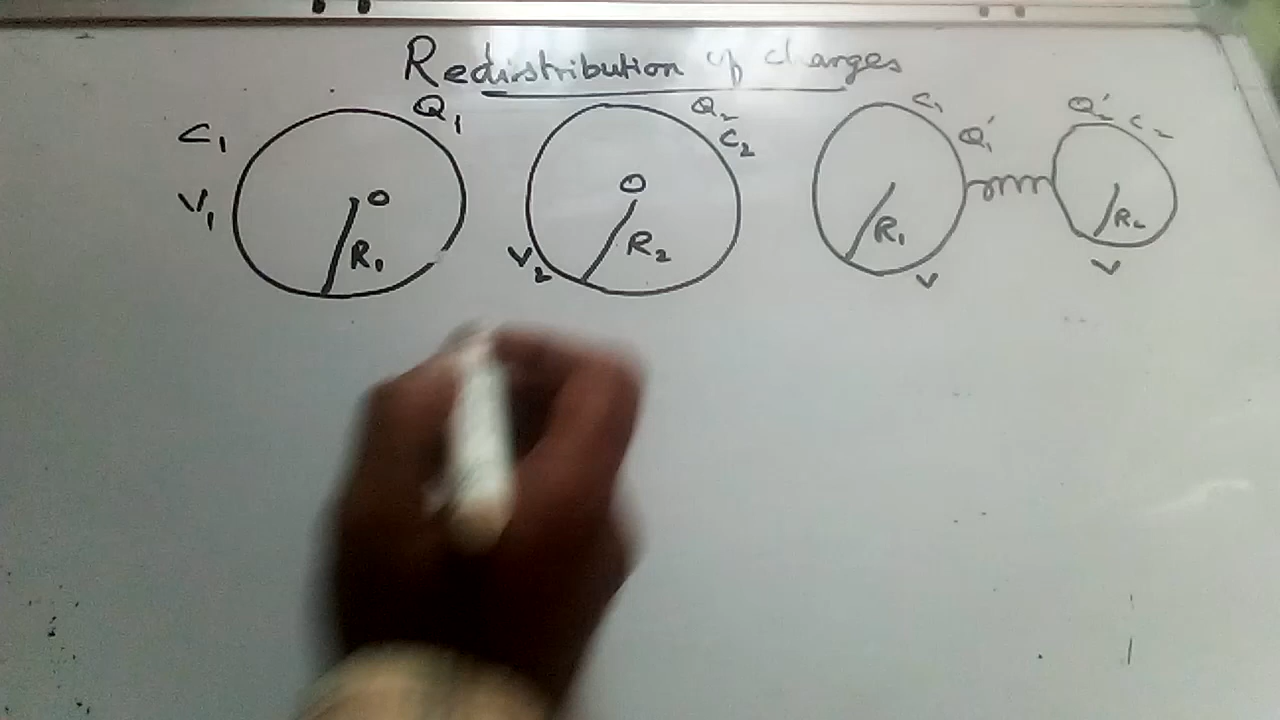 Redistribution of charges
C₁ V₁ Q₁ O R₁
Q₂ C₂ O R₂ V₂
C₁ Q₁' R₁ V
Q₂' C₂ R₂ V